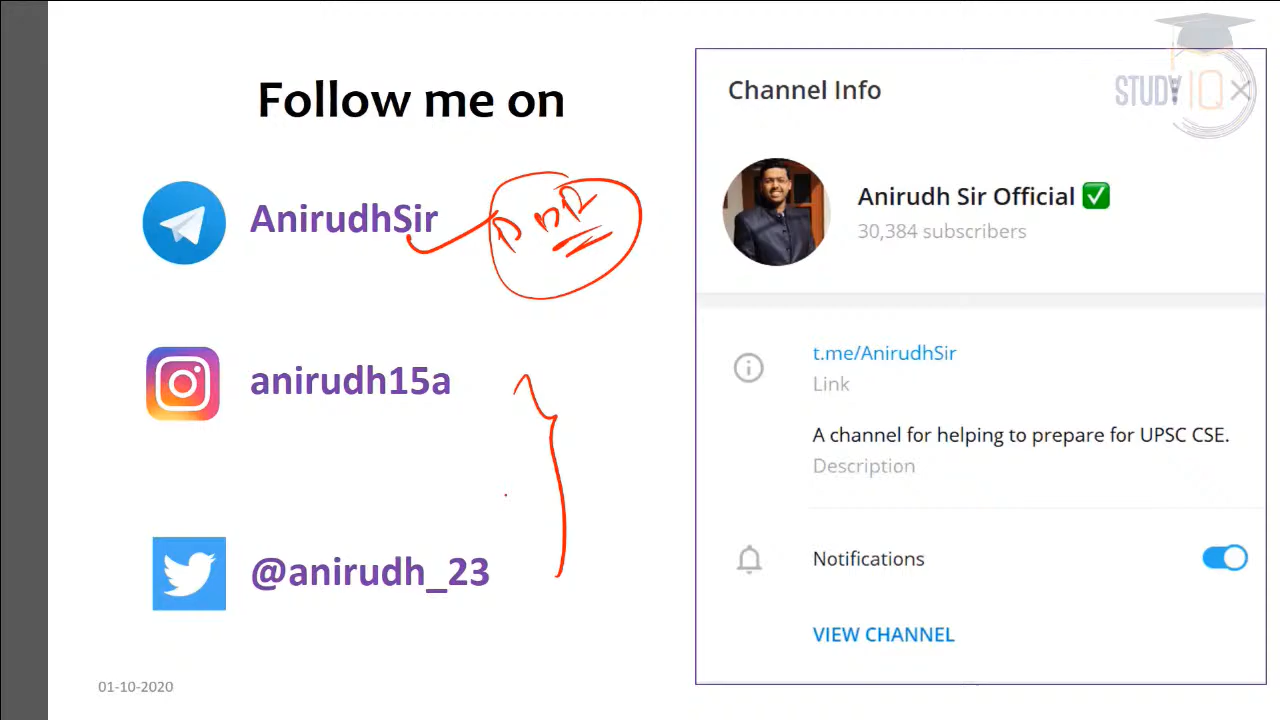 Follow me on
AnirudhSir
anirudh15a
@anirudh_23
01-10-2020
STUDY IQ
Channel Info
Anirudh Sir Official
30,384 subscribers
t.me/AnirudhSir
Link
A channel for helping to prepare for UPSC CSE.
Description
Notifications
VIEW CHANNEL